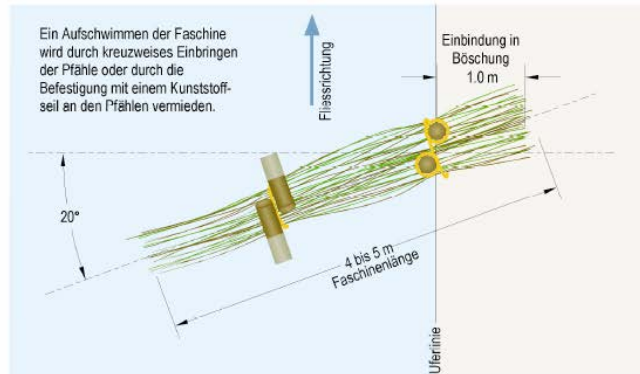 Ein Aufschwimmen der Faschine
wird durch kreuzweises Einbringen
der Pfähle oder durch die
Befestigung mit einem Kunststoff-
seil an den Pfählen vermieden.
Fliessrichtung
Einbindung in
Böschung
1.0 m
20°
4 bis 5 m
Faschinenlänge
Uferlinie